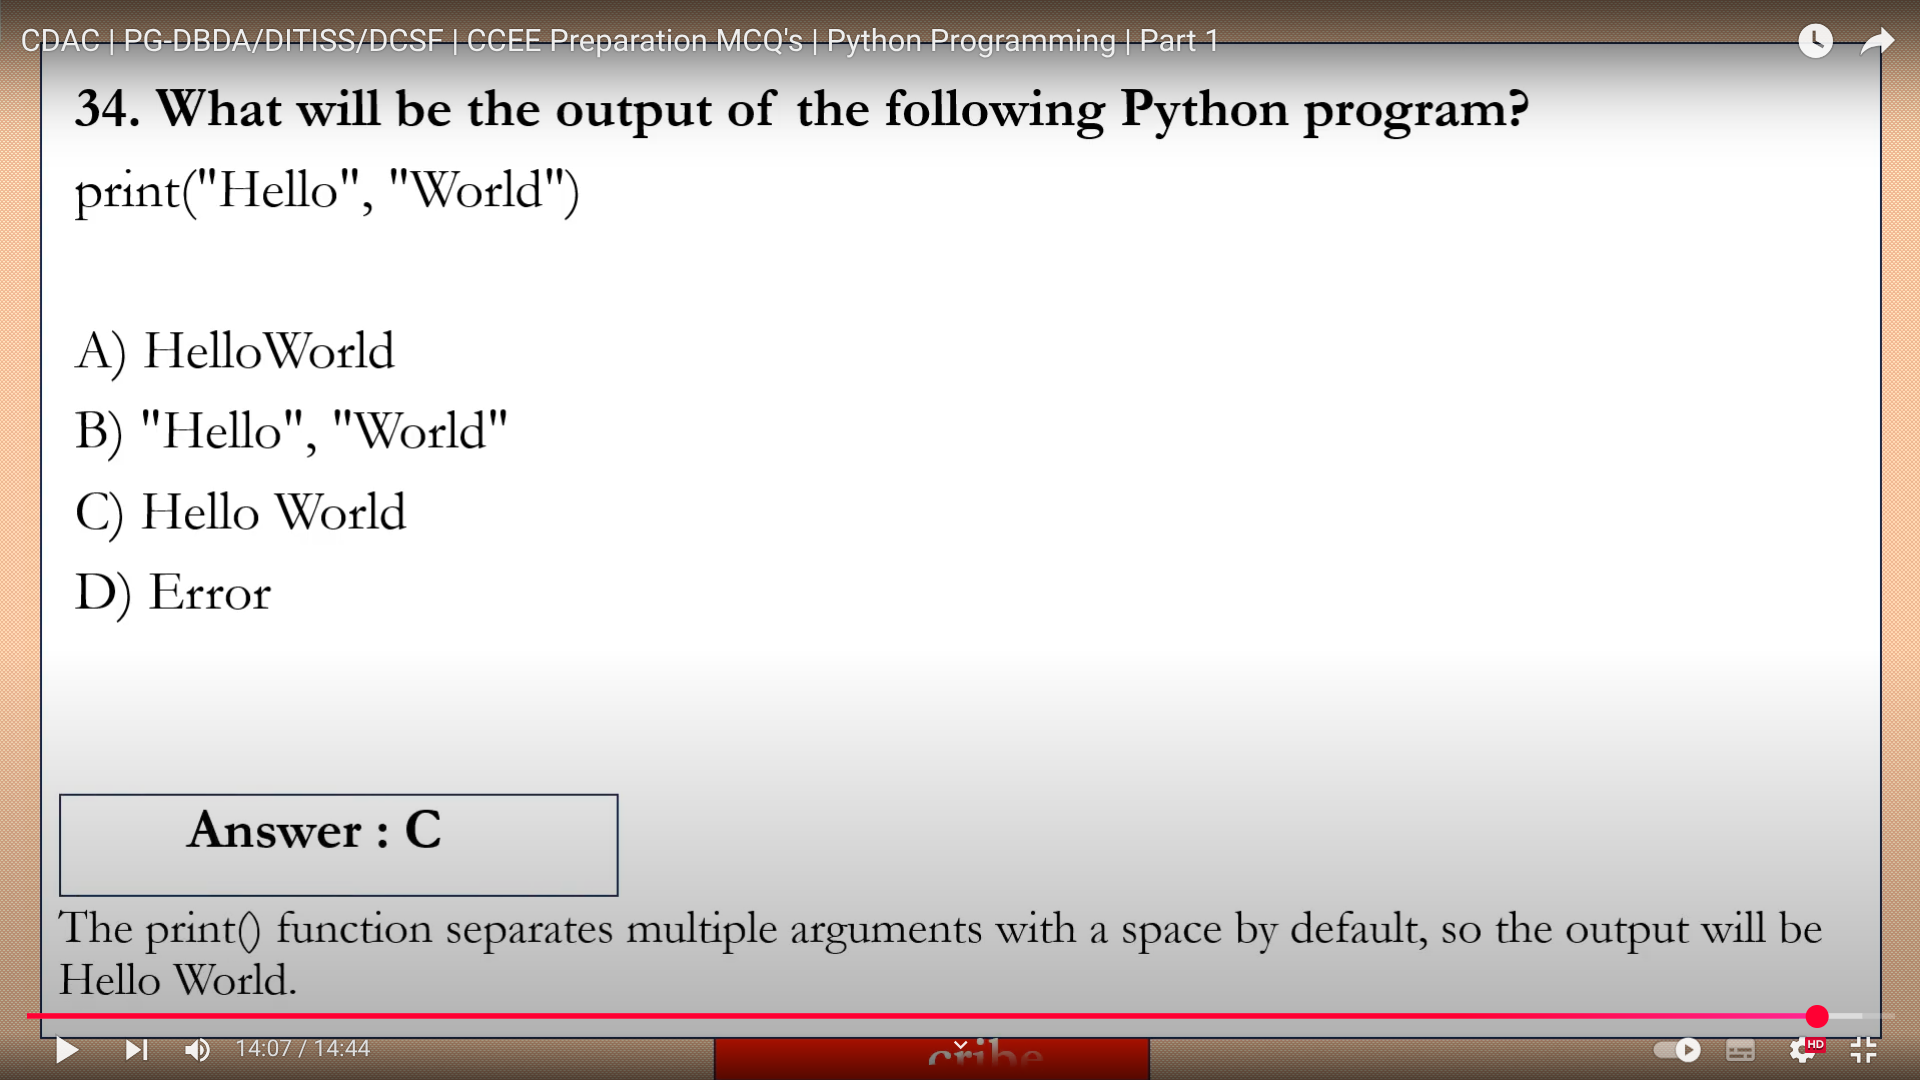 CDAC | PG-DBDA/DITISS/DCSF | CCEE Preparation MCQ's | Python Programming | Part 1
34. What will be the output of the following Python program?
print("Hello", "World")
A) HelloWorld
B) "Hello", "World"
C) Hello World
D) Error
Answer : C
The print() function separates multiple arguments with a space by default, so the output will be
Hello World.
14:07 / 14:44
HD